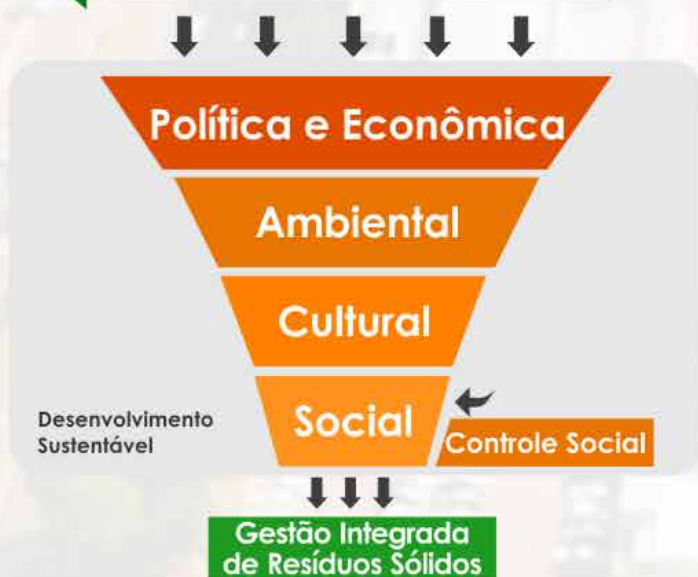 Política e Econômica
Ambiental
Cultural
Social
Desenvolvimento
Sustentável
Controle Social
Gestão Integrada
de Resíduos Sólidos